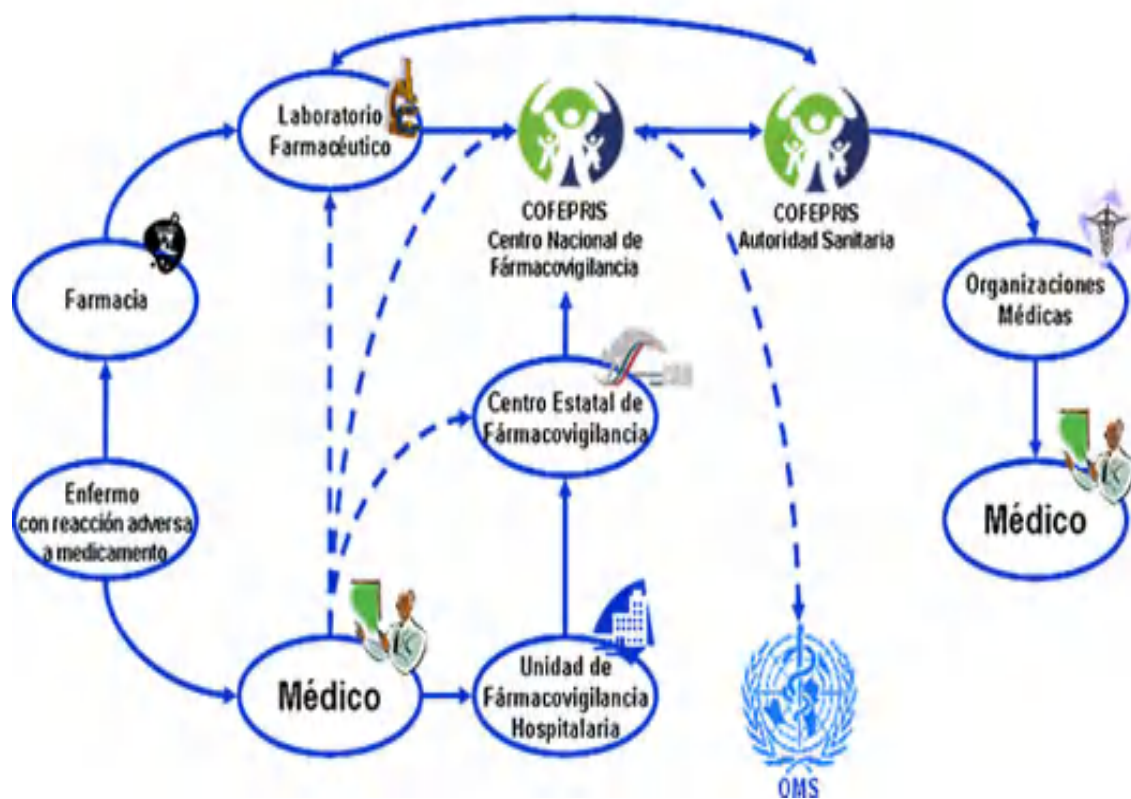 Laboratorio
Farmacéutico
COFEPRIS
Centro Nacional de
Fármacovigilancia
COFEPRIS
Autoridad Sanitaria
Farmacia
Organizaciones
Médicas
Centro Estatal de
Fármacovigilancia
Enfermo
con reacción adversa
a medicamento
Médico
Médico
Unidad de
Fármacovigilancia
Hospitalaria
OMS